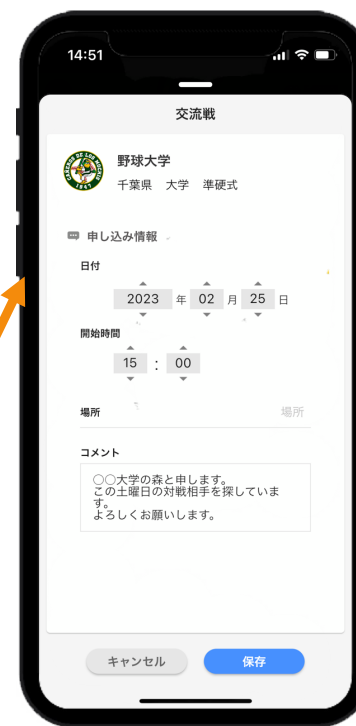 14:51
交流戦
野球大学
千葉県 大学 準硬式
申し込み情報
日付
2023 年 02 月 25 日
開始時間
15 : 00
場所 場所
コメント
○○大学の森と申します。
この土曜日の対戦相手を探していま
す。
よろしくお願いします。
キャンセル 保存